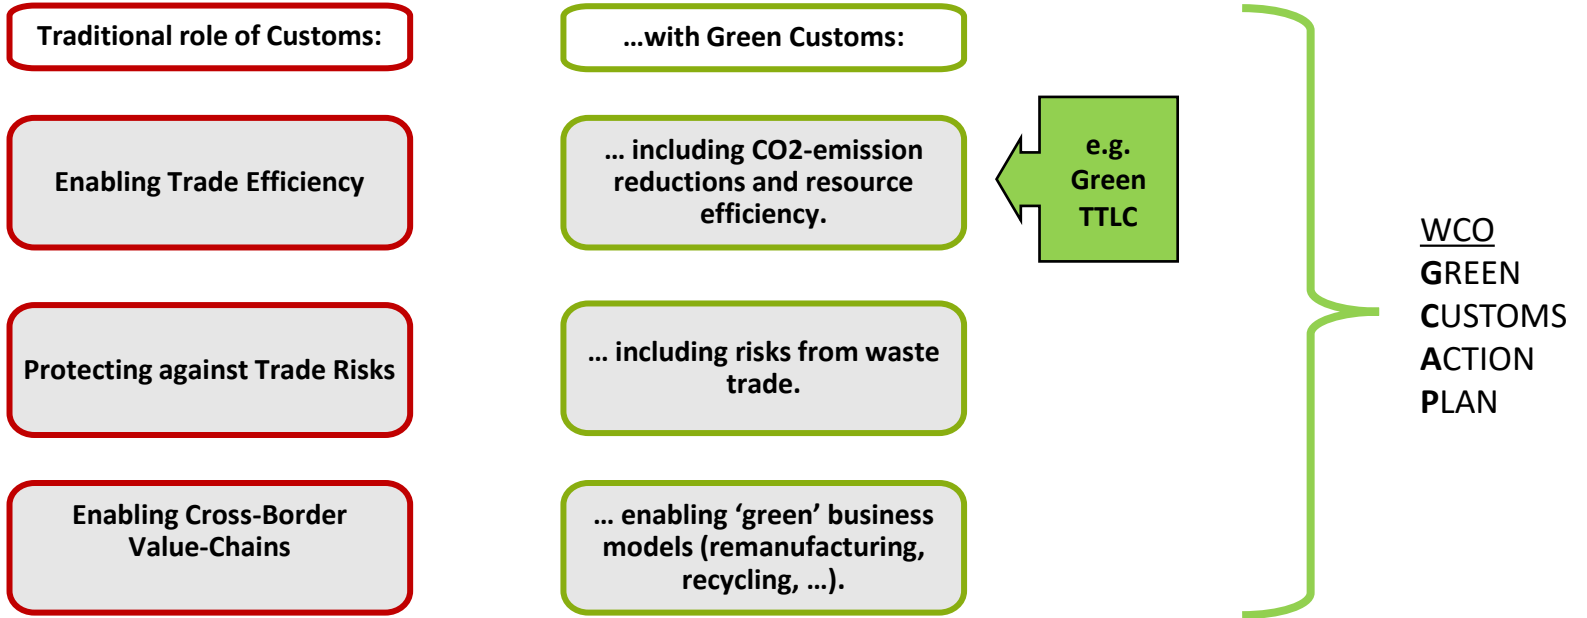 Traditional role of Customs:
…with Green Customs:
Enabling Trade Efficiency
… including CO2-emission
reductions and resource
efficiency.
e.g.
Green
TTLC
Protecting against Trade Risks
… including risks from waste
trade.
Enabling Cross-Border
Value-Chains
… enabling ‘green’ business
models (remanufacturing,
recycling, …).
WCO
GREEN
CUSTOMS
ACTION
PLAN